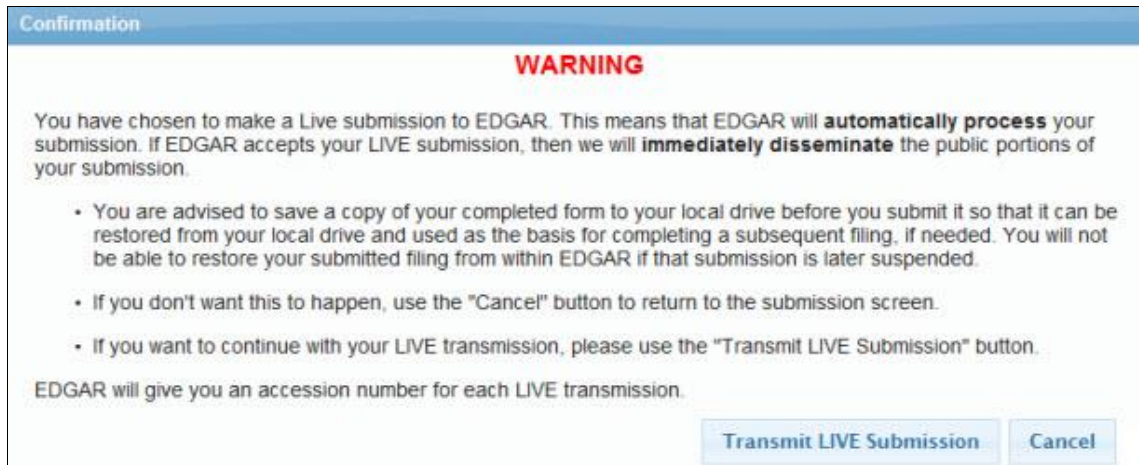 Confirmation
WARNING
You have chosen to make a Live submission to EDGAR. This means that EDGAR will automatically process your
submission. If EDGAR accepts your LIVE submission, then we will immediately disseminate the public portions of
your submission.
• You are advised to save a copy of your completed form to your local drive before you submit it so that it can be
restored from your local drive and used as the basis for completing a subsequent filing, if needed. You will not
be able to restore your submitted filing from within EDGAR if that submission is later suspended.
• If you don't want this to happen, use the "Cancel" button to return to the submission screen.
• If you want to continue with your LIVE transmission, please use the "Transmit LIVE Submission" button.
EDGAR will give you an accession number for each LIVE transmission.
Transmit LIVE Submission Cancel